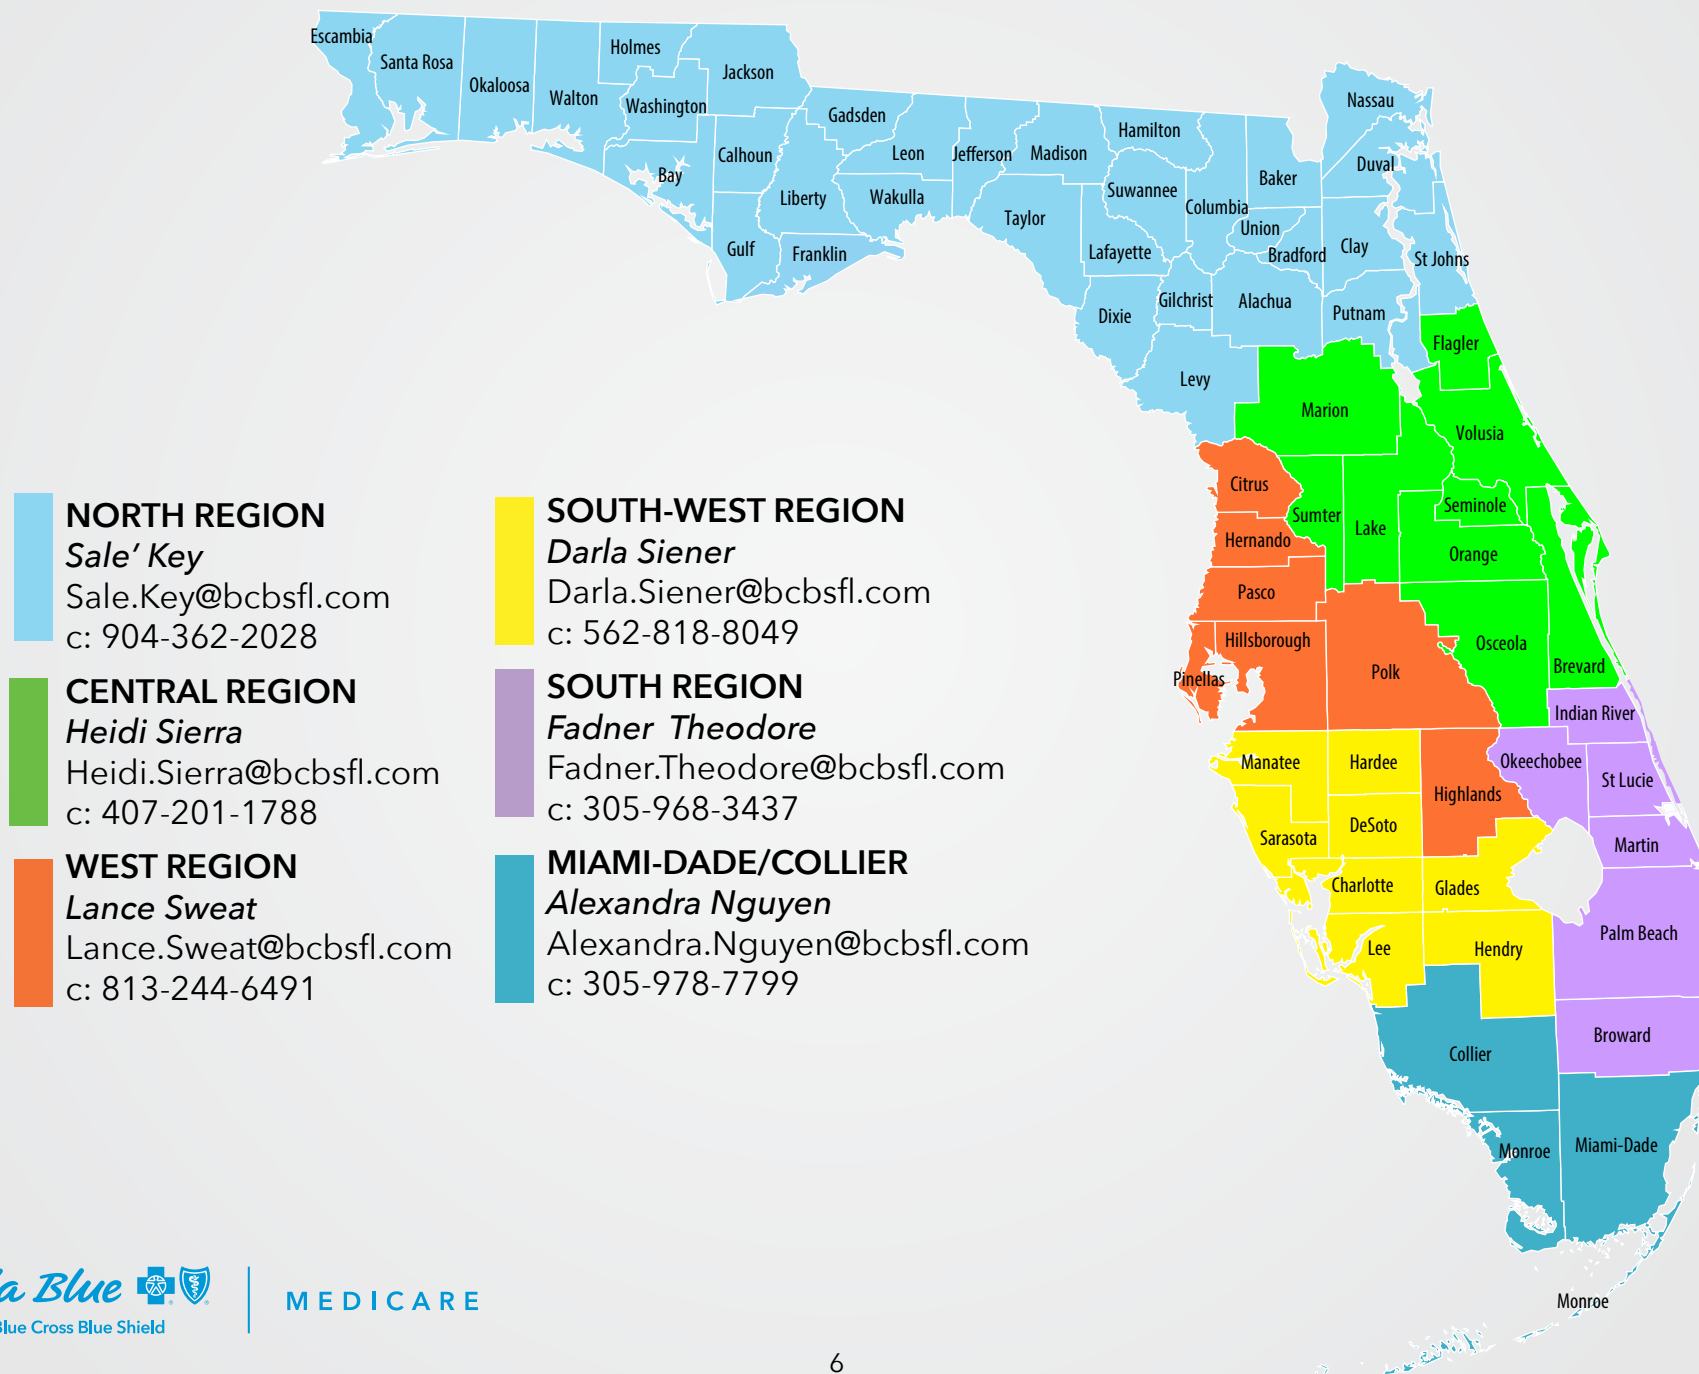 Escambia
Santa Rosa
Okaloosa
Walton
Holmes
Washington
Jackson
Bay
Calhoun
Gulf
Gadsden
Liberty
Franklin
Leon
Wakulla
Jefferson
Madison
Taylor
Hamilton
Suwannee
Lafayette
Dixie
Columbia
Gilchrist
Levy
Baker
Union
Bradford
Alachua
Nassau
Duval
Clay
Putnam
St Johns
Flagler
Marion
Volusia
Citrus
Sumter
Lake
Seminole
Orange
Hernando
Pasco
Hillsborough
Pinellas
Polk
Osceola
Brevard
Indian River
Manatee
Hardee
Highlands
Okeechobee
St Lucie
Sarasota
DeSoto
Martin
Charlotte
Glades
Lee
Hendry
Palm Beach
Collier
Broward
Monroe
Miami-Dade
Monroe
NORTH REGION
Sale’ Key
Sale.Key@bcbsfl.com
c: 904-362-2028
CENTRAL REGION
Heidi Sierra
Heidi.Sierra@bcbsfl.com
c: 407-201-1788
WEST REGION
Lance Sweat
Lance.Sweat@bcbsfl.com
c: 813-244-6491
SOUTH-WEST REGION
Darla Siener
Darla.Siener@bcbsfl.com
c: 562-818-8049
SOUTH REGION
Fadner  Theodore
Fadner.Theodore@bcbsfl.com
c: 305-968-3437
MIAMI-DADE/COLLIER
Alexandra Nguyen
Alexandra.Nguyen@bcbsfl.com
c: 305-978-7799
a Blue
Blue Cross Blue Shield
MEDICARE
6